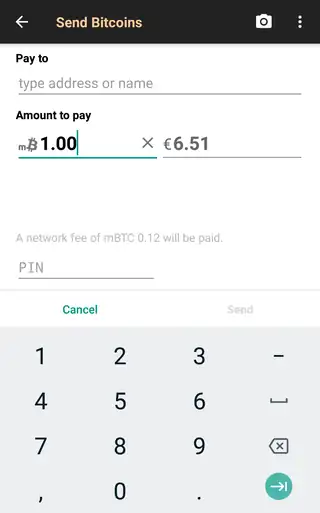 Send Bitcoins
Pay to
type address or name
Amount to pay
m₿ 1.00 € 6.51
A network fee of mBTC 0.12 will be paid.
PIN
Cancel Send
1 2 3 -
4 5 6
7 8 9
, 0 .